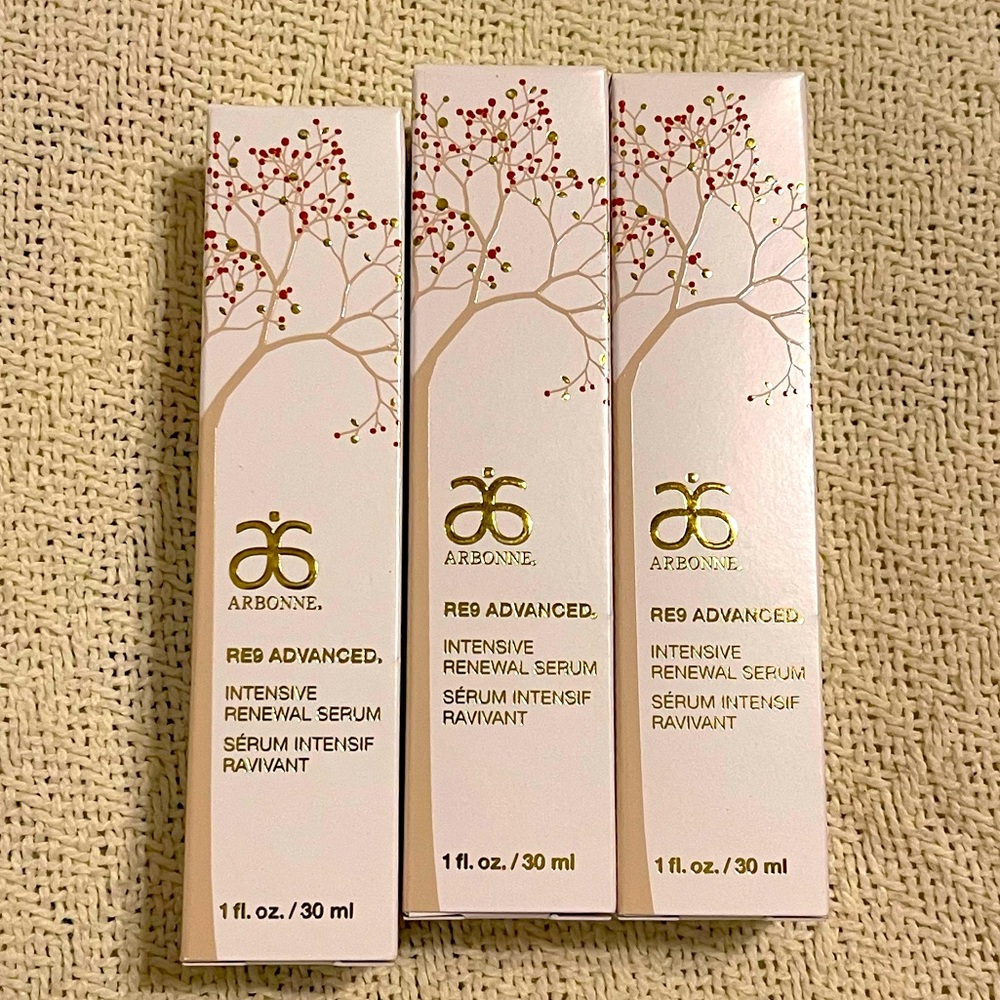 ARBONNE®
RE9 ADVANCED®
INTENSIVE
RENEWAL SERUM
SÉRUM INTENSIF
RAVIVANT
1 fl. oz. / 30 ml
ARBONNE®
RE9 ADVANCED®
INTENSIVE
RENEWAL SERUM
SÉRUM INTENSIF
RAVIVANT
1 fl. oz. / 30 ml
ARBONNE®
RE9 ADVANCED®
INTENSIVE
RENEWAL SERUM
SÉRUM INTENSIF
RAVIVANT
1 fl. oz. / 30 ml